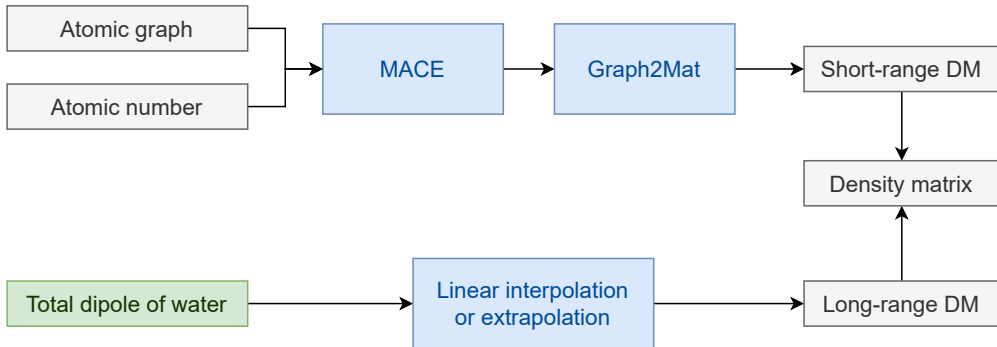 Atomic graph
MACE
Graph2Mat
Short-range DM
Atomic number
Density matrix
Total dipole of water
Linear interpolation
or extrapolation
Long-range DM